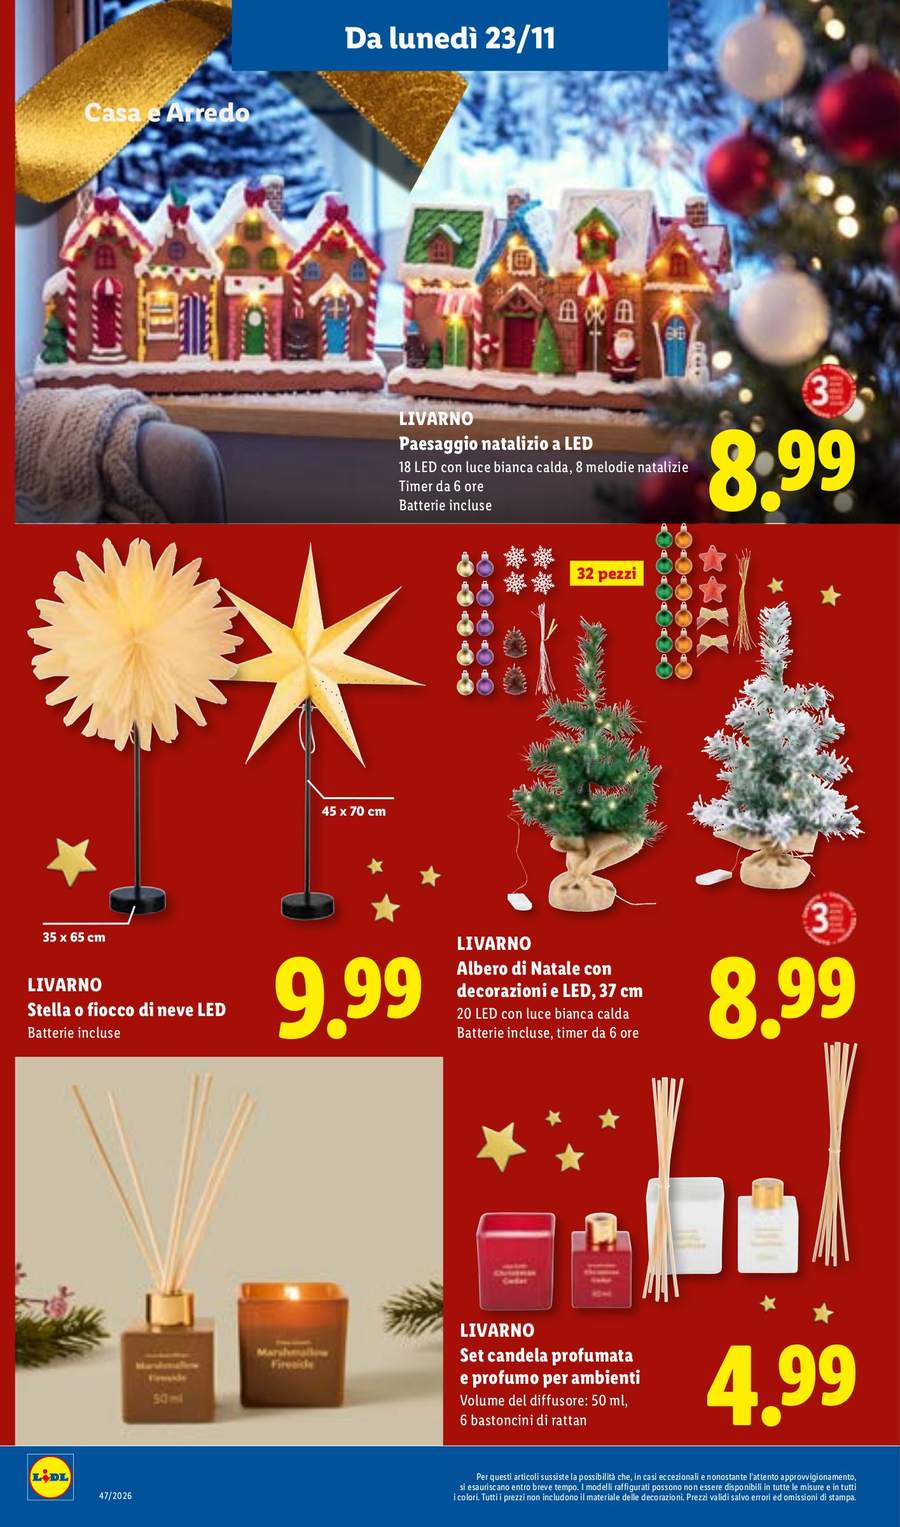 Da lunedì 23/11
Casa e Arredo
LIVARNO
Paesaggio natalizio a LED
18 LED con luce bianca calda, 8 melodie natalizie
Timer da 6 ore
Batterie incluse
3
8.99
32 pezzi
45 x 70 cm
35 x 65 cm
LIVARNO
Stella o fiocco di neve LED
Batterie incluse
9.99
LIVARNO
Albero di Natale con
decorazioni e LED, 37 cm
20 LED con luce bianca calda
Batterie incluse, timer da 6 ore
3
8.99
Marshmallow
Fireside
50 ml
Marshmallow
Fireside
Christmas
Cedar
Christmas
Cedar
50 ml
LIVARNO
Set candela profumata
e profumo per ambienti
Volume del diffusore: 50 ml,
6 bastoncini di rattan
4.99
LIDL
47/2026
Per questi articoli sussiste la possibilità che, in casi eccezionali e nonostante l'attento approvvigionamento,
si esauriscano entro breve tempo. I modelli raffigurati possono non essere disponibili in tutte le misure e in tutti
i colori. Tutti i prezzi non includono il materiale delle decorazioni. Prezzi validi salvo errori ed omissioni di stampa.